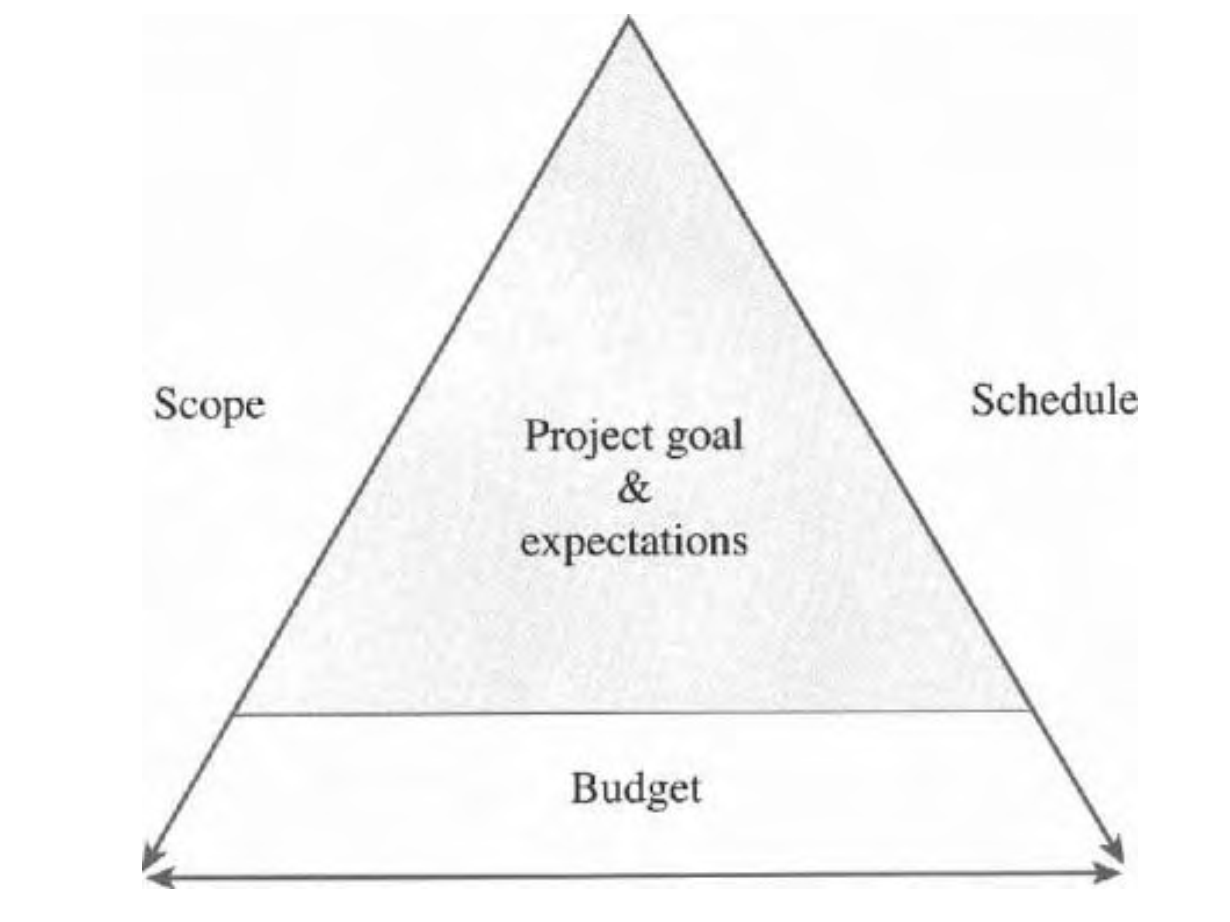 Scope
Schedule
Project goal
&
expectations
Budget